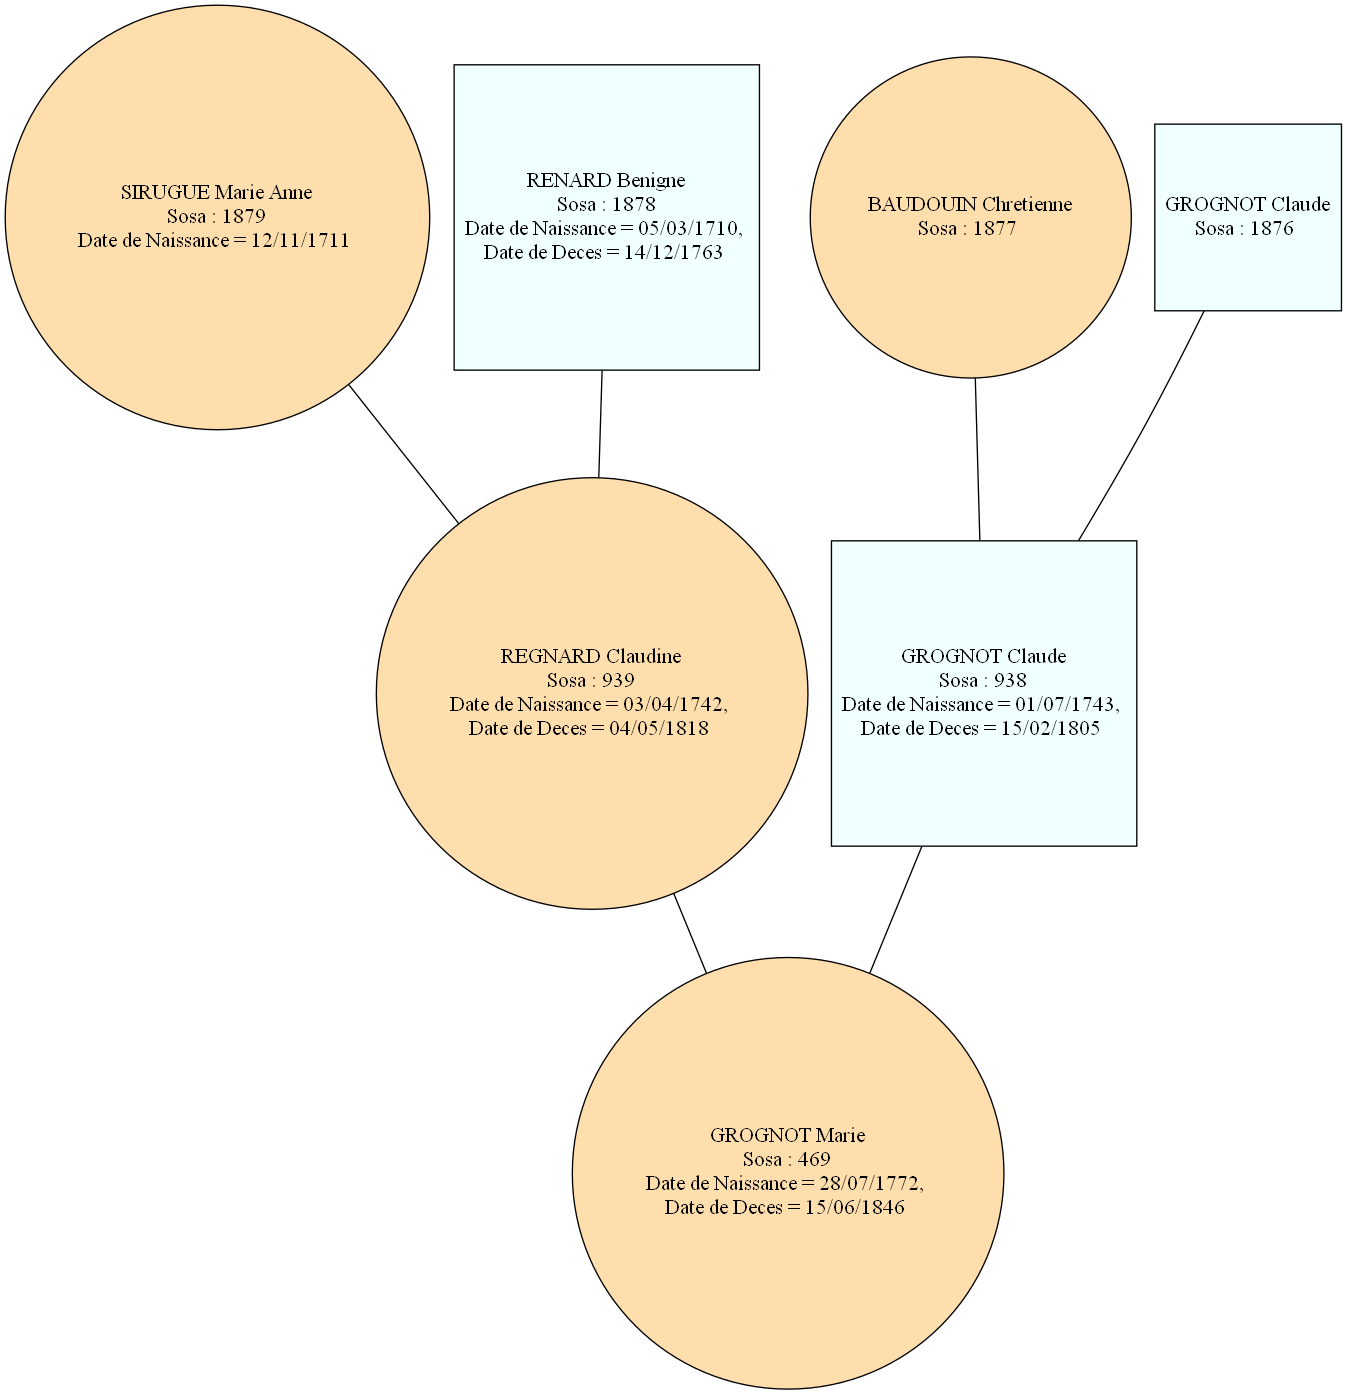 SIRUGUE Marie Anne
Sosa : 1879
Date de Naissance = 12/11/1711
RENARD Benigne
Sosa : 1878
Date de Naissance = 05/03/1710,
Date de Deces = 14/12/1763
BAUDOUIN Chretienne
Sosa : 1877
GROGNOT Claude
Sosa : 1876
REGNARD Claudine
Sosa : 939
Date de Naissance = 03/04/1742,
Date de Deces = 04/05/1818
GROGNOT Claude
Sosa : 938
Date de Naissance = 01/07/1743,
Date de Deces = 15/02/1805
GROGNOT Marie
Sosa : 469
Date de Naissance = 28/07/1772,
Date de Deces = 15/06/1846